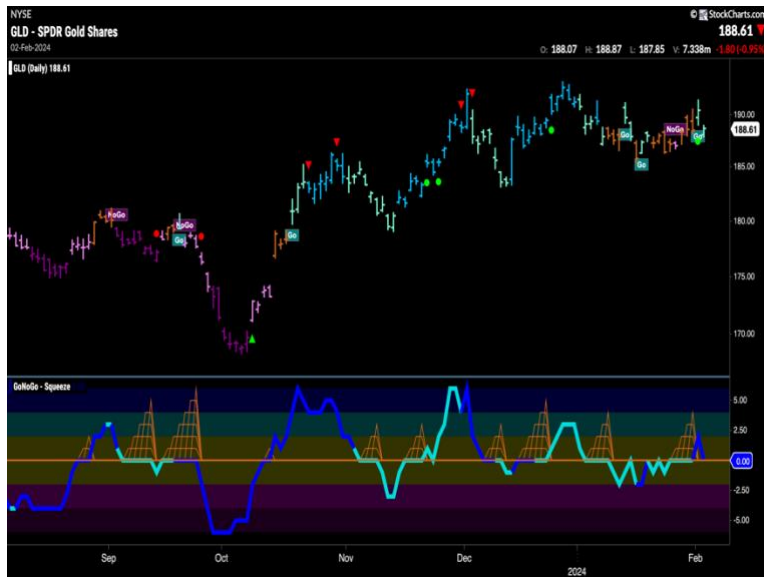 NYSE
© StockCharts.com
GLD - SPDR Gold Shares
188.61
02-Feb-2024
O: 188.07 H: 188.87 L: 187.85 V: 7.338m -1.80 (-0.95%)
GLD (Daily) 188.61
190.00
188.61
185.00
180.00
175.00
170.00
NoGo
NoGo
Go
Go
Go
Go
NoGo
Go
GoNoGo - Squeeze
5.00
2.50
0.00
-2.50
-5.00
Sep
Oct
Nov
Dec
2024
Feb